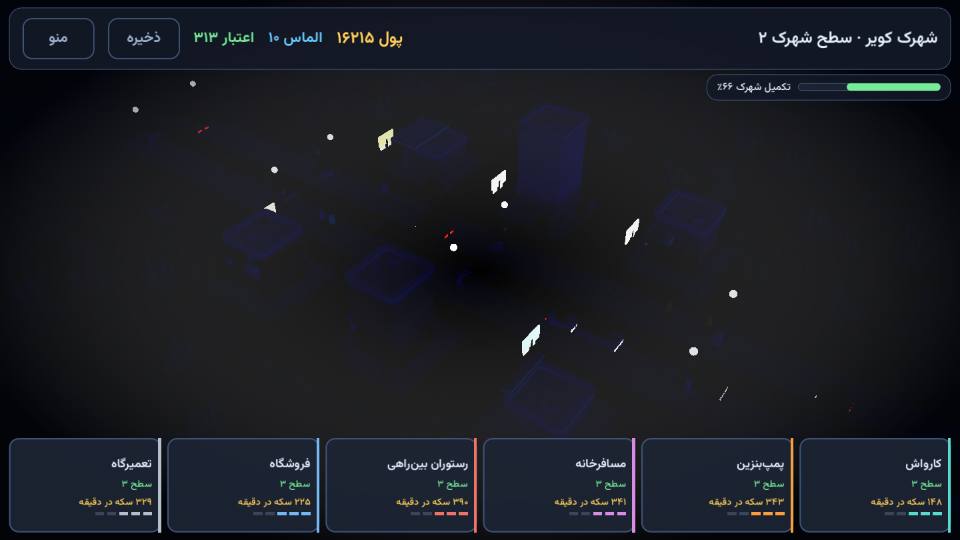 شهرک کویر · سطح شهرک ۲
پول ۱۶۲۱۵
الماس ۱۰
اعتبار ۳۱۳
ذخیره
منو
تکمیل شهرک ۶۶٪
کارواش
سطح ۳
۱۴۸ سکه در دقیقه
پمپ‌بنزین
سطح ۳
۳۴۳ سکه در دقیقه
مسافرخانه
سطح ۳
۳۴۱ سکه در دقیقه
رستوران بین‌راهی
سطح ۳
۳۹۰ سکه در دقیقه
فروشگاه
سطح ۳
۲۲۵ سکه در دقیقه
تعمیرگاه
سطح ۳
۳۲۹ سکه در دقیقه